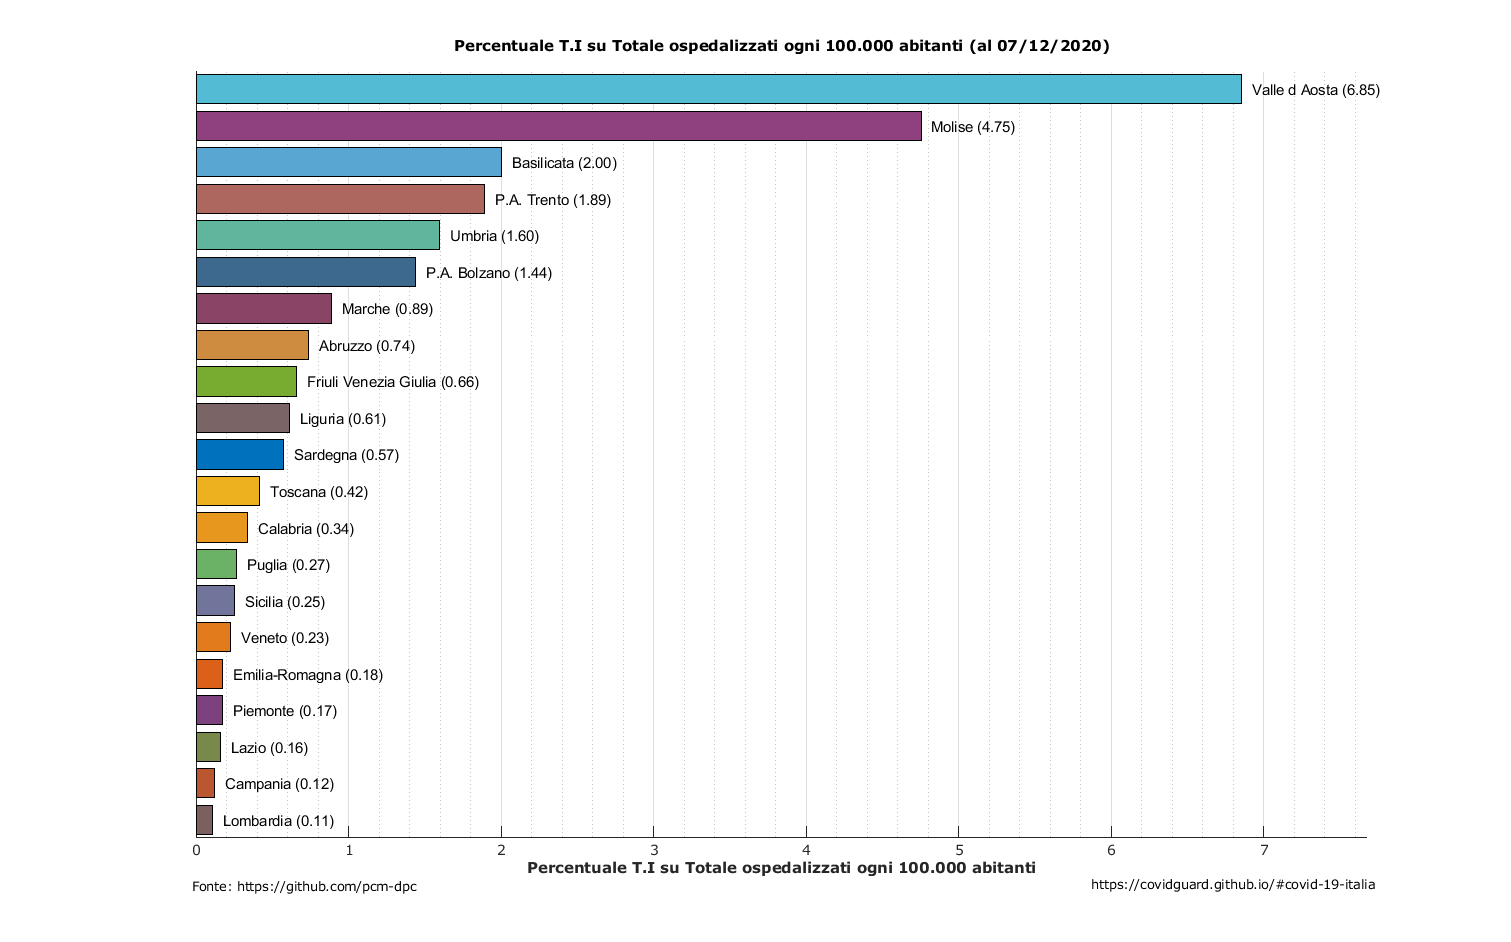 Percentuale T.I su Totale ospedalizzati ogni 100.000 abitanti (al 07/12/2020)
Valle d Aosta (6.85)
Molise (4.75)
Basilicata (2.00)
P.A. Trento (1.89)
Umbria (1.60)
P.A. Bolzano (1.44)
Marche (0.89)
Abruzzo (0.74)
Friuli Venezia Giulia (0.66)
Liguria (0.61)
Sardegna (0.57)
Toscana (0.42)
Calabria (0.34)
Puglia (0.27)
Sicilia (0.25)
Veneto (0.23)
Emilia-Romagna (0.18)
Piemonte (0.17)
Lazio (0.16)
Campania (0.12)
Lombardia (0.11)
0 1 2 3 4 5 6 7
Percentuale T.I su Totale ospedalizzati ogni 100.000 abitanti
Fonte: https://github.com/pcm-dpc
https://covidguard.github.io/#covid-19-italia